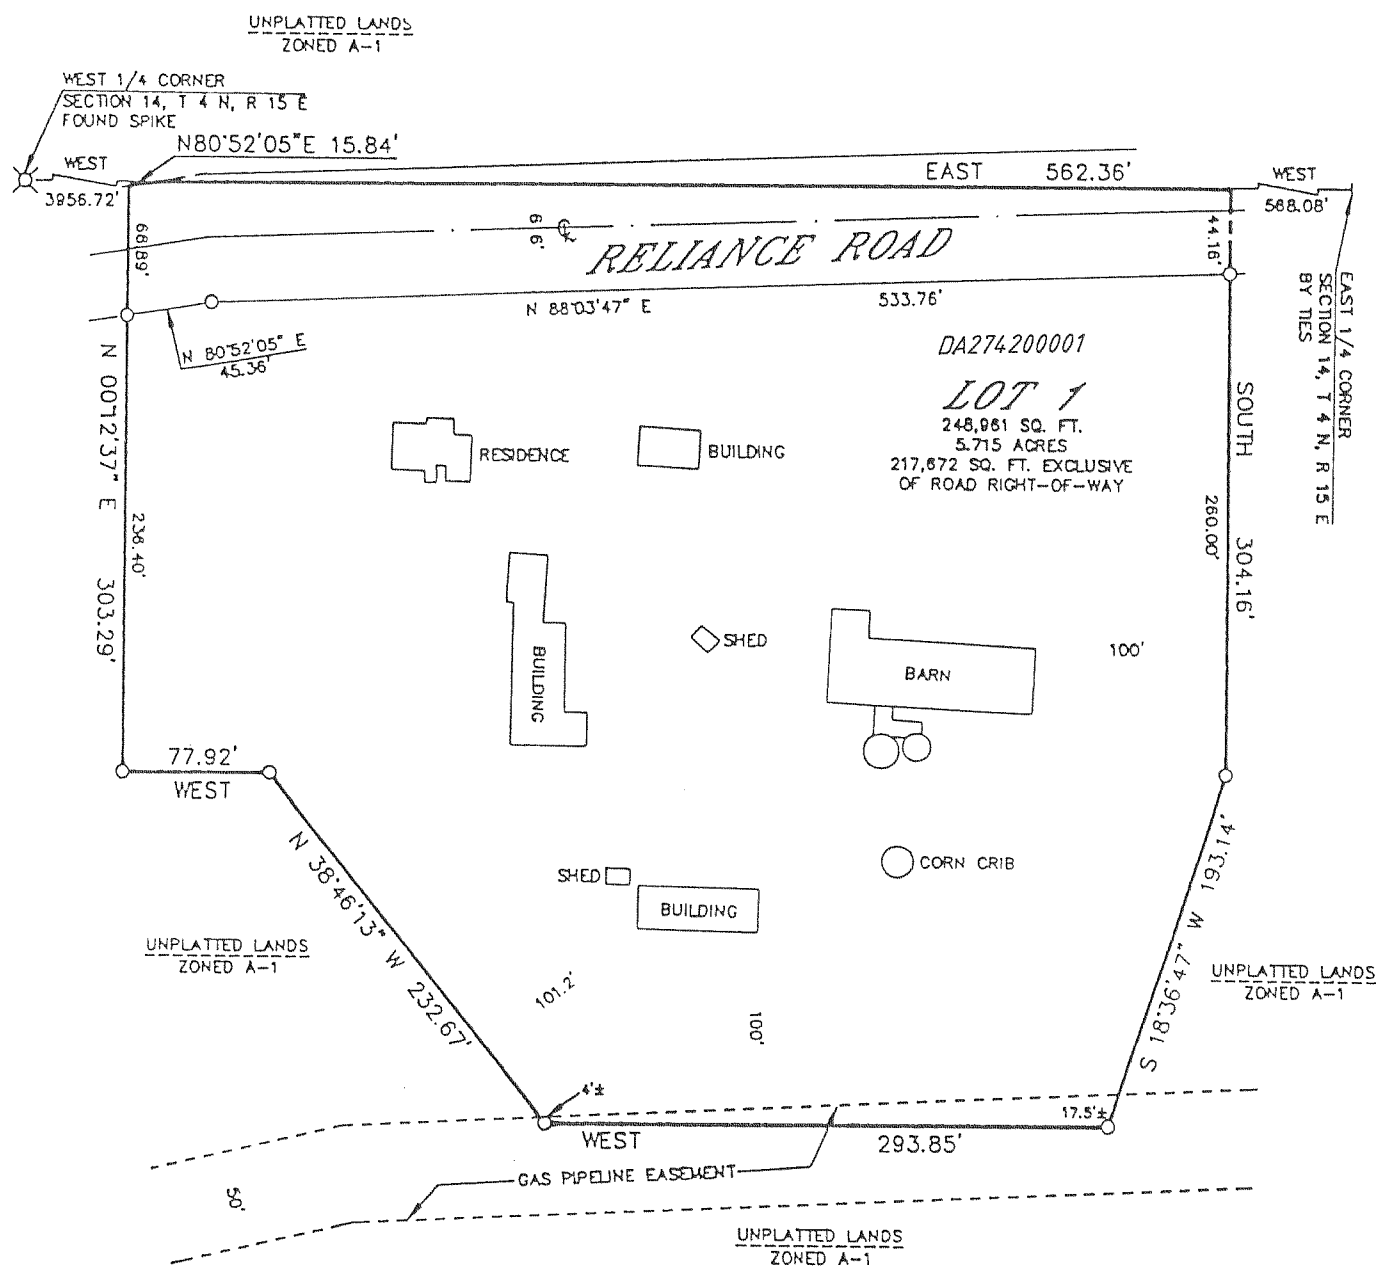 UNPLATTED LANDS
ZONED A-1
WEST 1/4 CORNER
SECTION 14, T 4 N, R 15 E
FOUND SPIKE
N80°52'05"E 15.84'
WEST
3956.72'
EAST 562.36'
WEST
568.08'
66.89'
66'
RELIANCE ROAD
44.16'
EAST 1/4 CORNER
SECTION 14, T 4 N, R 15 E
BY TIES
N 88°03'47" E 533.76'
N 80°52'05" E
45.36'
DA274200001
LOT 1
248,961 SQ. FT.
5.715 ACRES
217,672 SQ. FT. EXCLUSIVE
OF ROAD RIGHT-OF-WAY
N 00°12'37" E 303.29'
236.40'
SOUTH 304.16'
260.00'
RESIDENCE
BUILDING
BUILDING
SHED
BARN
100'
77.92'
WEST
N 38°46'13" W 232.67'
CORN CRIB
SHED
BUILDING
S 18°36'47" W 193.14'
UNPLATTED LANDS
ZONED A-1
UNPLATTED LANDS
ZONED A-1
101.2'
100'
4'±
17.5'±
WEST 293.85'
GAS PIPELINE EASEMENT
50'
UNPLATTED LANDS
ZONED A-1